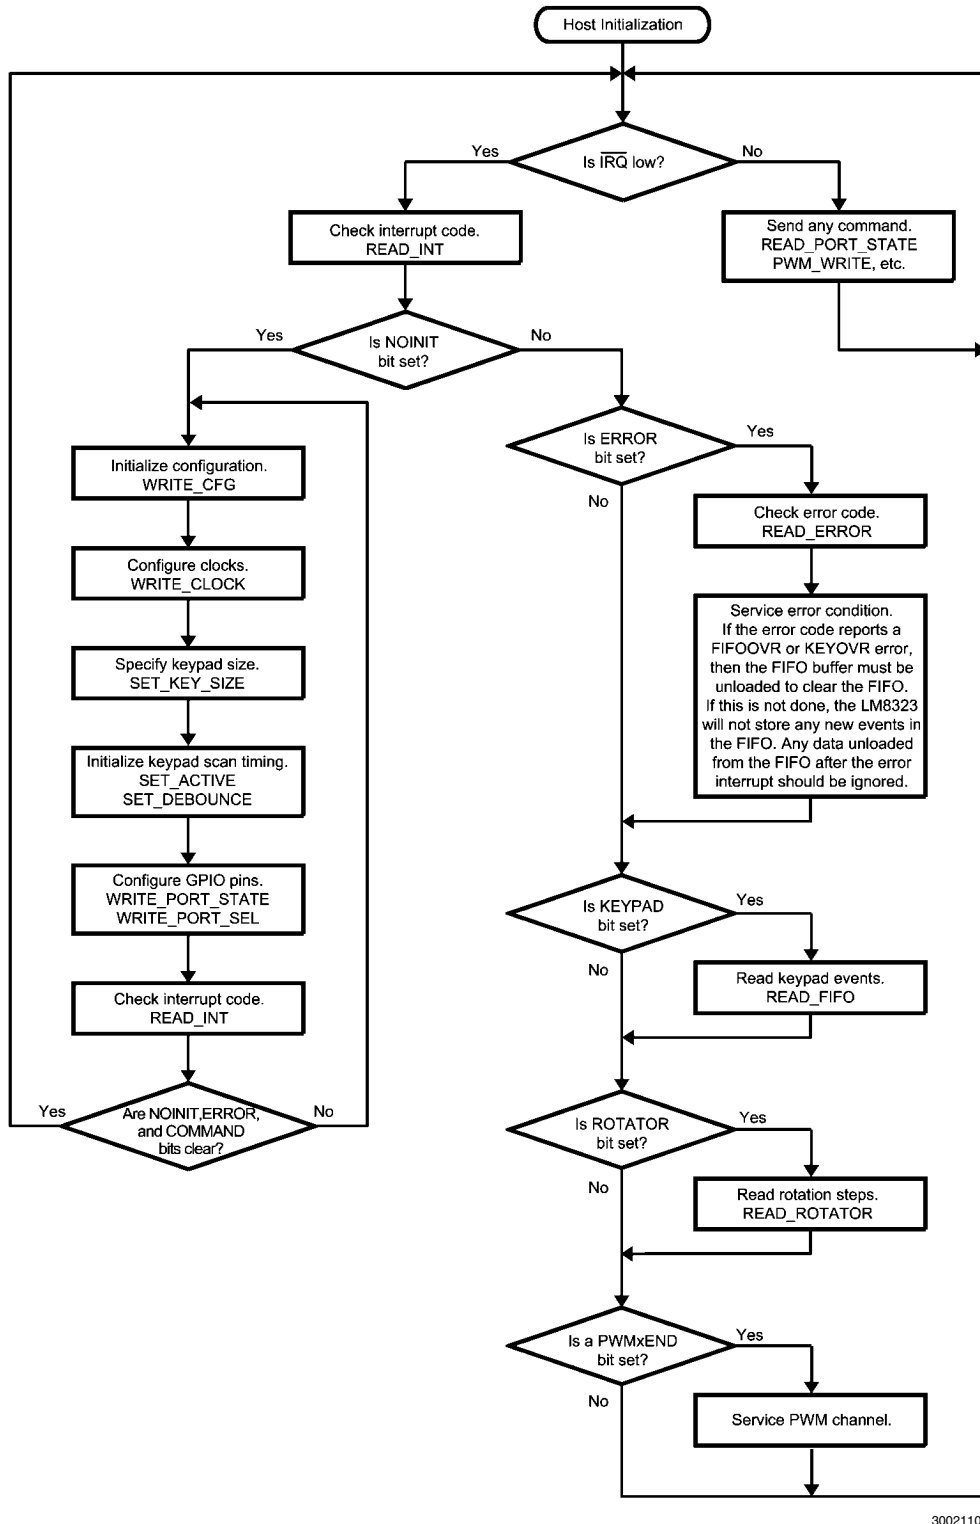 Host Initialization
Is IRQ low?
Yes
No
Check interrupt code.
READ_INT
Send any command.
READ_PORT_STATE
PWM_WRITE, etc.
Is NOINIT
bit set?
Yes
No
Initialize configuration.
WRITE_CFG
Configure clocks.
WRITE_CLOCK
Specify keypad size.
SET_KEY_SIZE
Initialize keypad scan timing.
SET_ACTIVE
SET_DEBOUNCE
Configure GPIO pins.
WRITE_PORT_STATE
WRITE_PORT_SEL
Check interrupt code.
READ_INT
Are NOINIT,ERROR,
and COMMAND
bits clear?
Yes
No
Is ERROR
bit set?
Yes
No
Check error code.
READ_ERROR
Service error condition.
If the error code reports a
FIFOOVR or KEYOVR error,
then the FIFO buffer must be
unloaded to clear the FIFO.
If this is not done, the LM8323
will not store any new events in
the FIFO. Any data unloaded
from the FIFO after the error
interrupt should be ignored.
Is KEYPAD
bit set?
Yes
No
Read keypad events.
READ_FIFO
Is ROTATOR
bit set?
Yes
No
Read rotation steps.
READ_ROTATOR
Is a PWMxEND
bit set?
Yes
No
Service PWM channel.
3002110